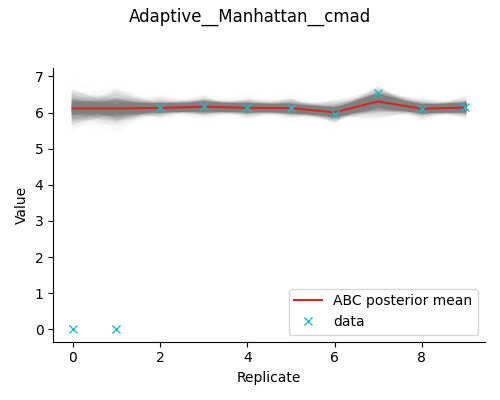 Adaptive__Manhattan__cmad
7
6
5
4
3
2
1
0
Value
0 2 4 6 8
Replicate
ABC posterior mean
data